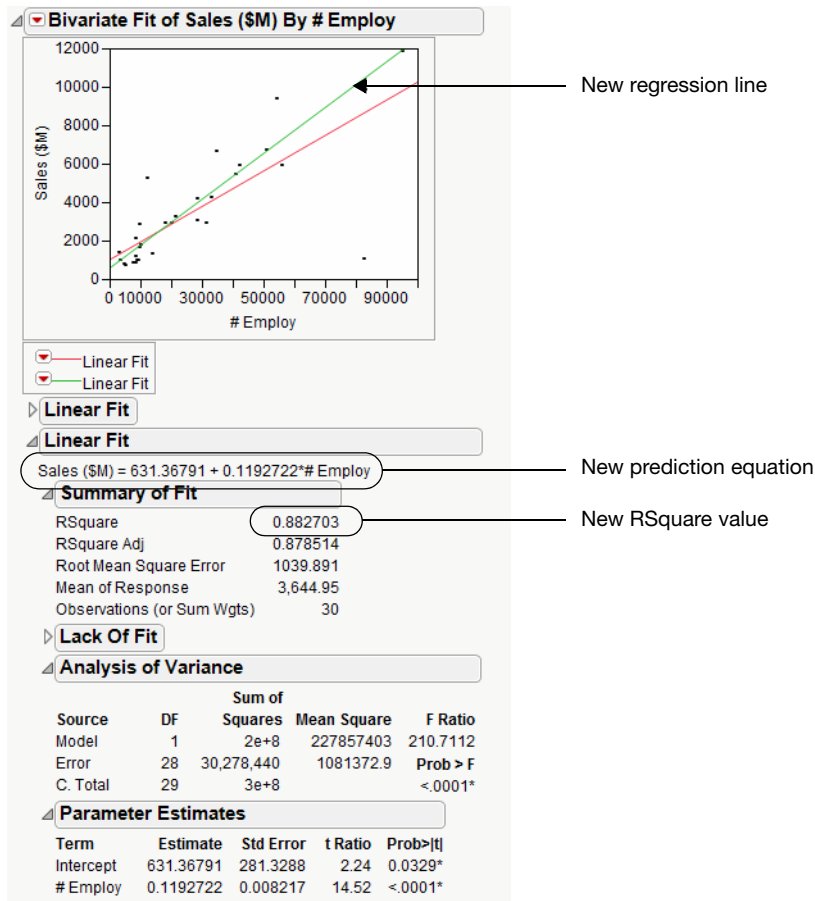 Bivariate Fit of Sales ($M) By # Employ
12000
10000
8000
6000
4000
2000
0
Sales ($M)
0 10000 30000 50000 70000 90000
# Employ
New regression line
Linear Fit
Linear Fit
Linear Fit
Linear Fit
Sales ($M) = 631.36791 + 0.1192722*# Employ
New prediction equation
Summary of Fit
RSquare 0.882703
New RSquare value
RSquare Adj 0.878514
Root Mean Square Error 1039.891
Mean of Response 3,644.95
Observations (or Sum Wgts) 30
Lack Of Fit
Analysis of Variance
Sum of
Source DF Squares Mean Square F Ratio
Model 1 2e+8 227857403 210.7112
Error 28 30,278,440 1081372.9 Prob > F
C. Total 29 3e+8 <.0001*
Parameter Estimates
Term Estimate Std Error t Ratio Prob>|t|
Intercept 631.36791 281.3288 2.24 0.0329*
# Employ 0.1192722 0.008217 14.52 <.0001*